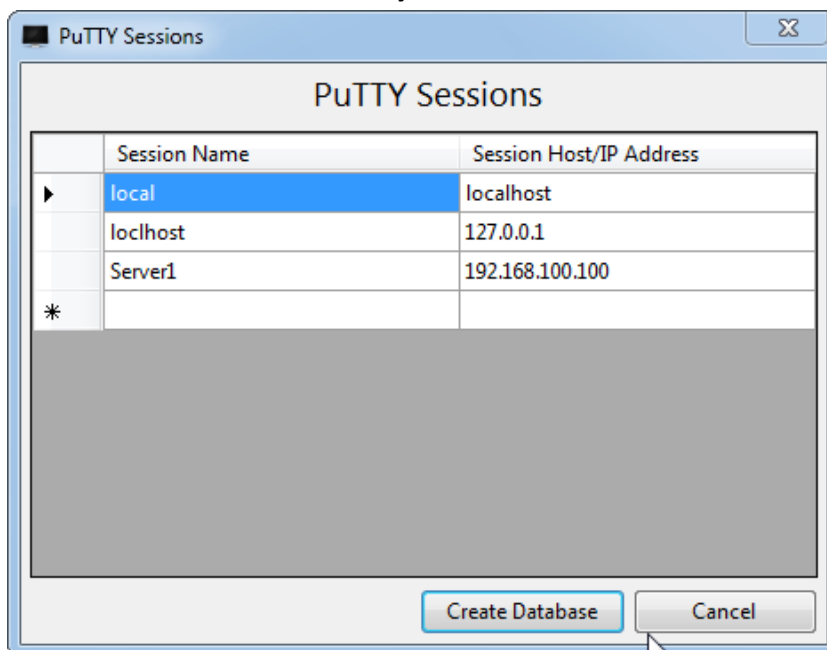 PuTTY Sessions
PuTTY Sessions
Session Name Session Host/IP Address
local localhost
loclhost 127.0.0.1
Server1 192.168.100.100
Create Database Cancel